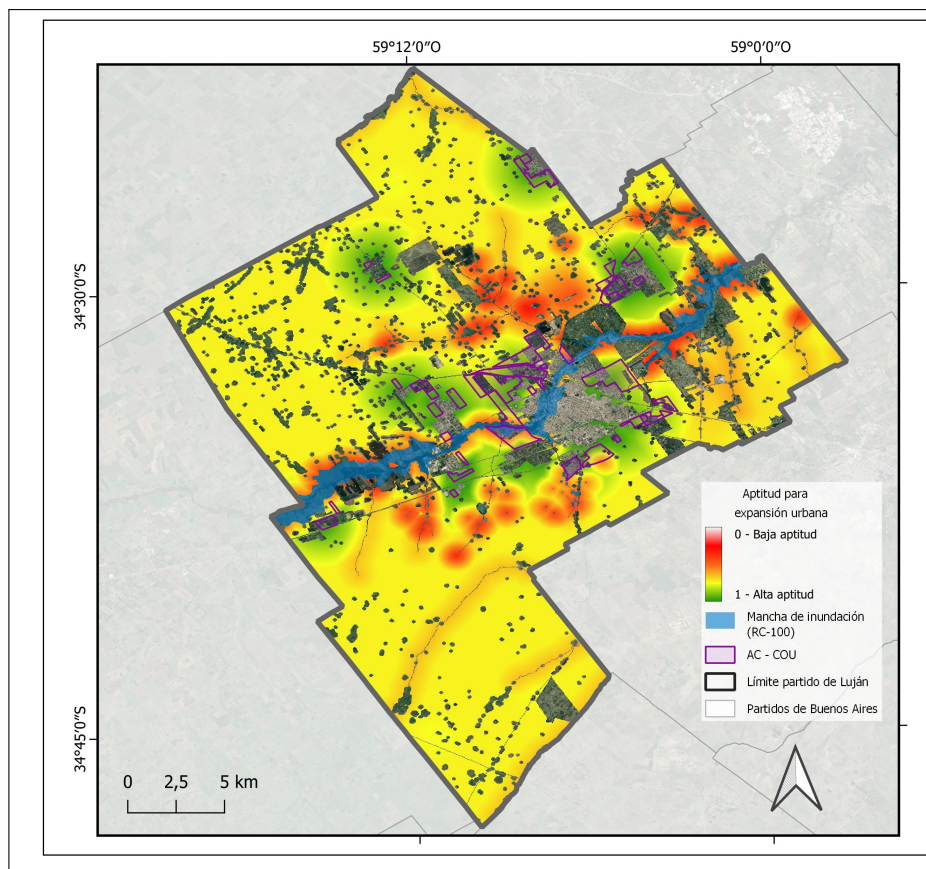 59°12′0″O
59°0′0″O
34°30′0″S
34°45′0″S
Aptitud para
expansión urbana
0 - Baja aptitud
1 - Alta aptitud
Mancha de inundación
(RC-100)
AC - COU
Límite partido de Luján
Partidos de Buenos Aires
0 2,5 5 km